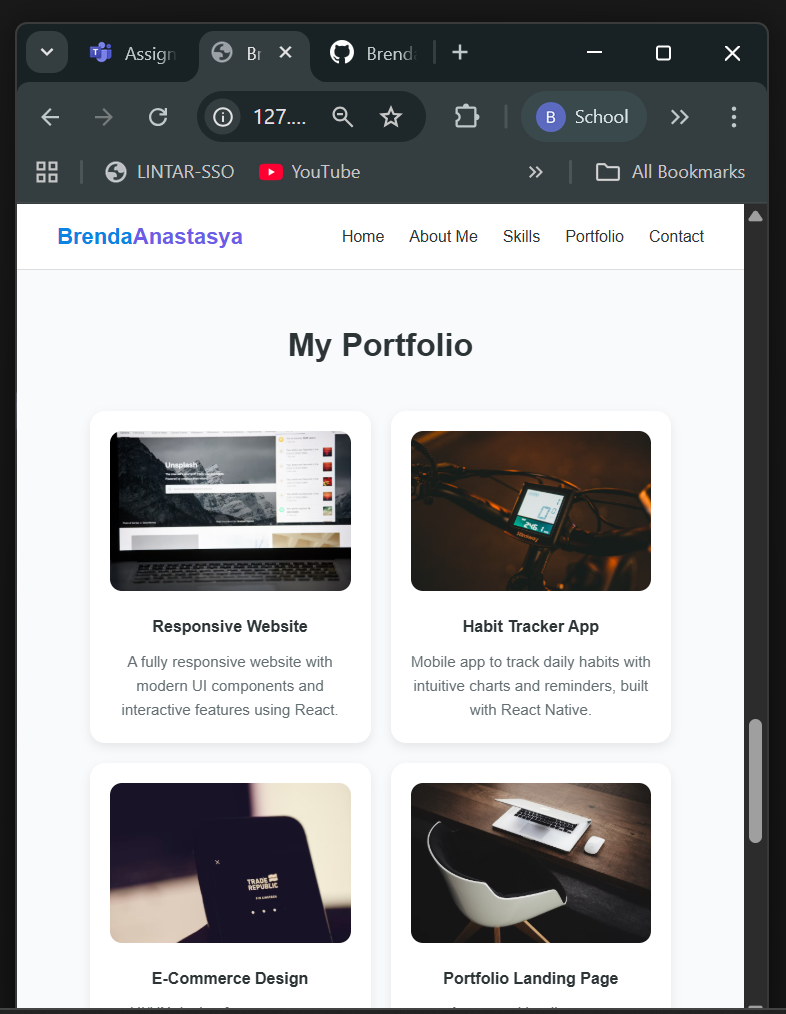 Assign
Br
Brenda
127....
B School
LINTAR-SSO
YouTube
All Bookmarks
BrendaAnastasya
Home About Me Skills Portfolio Contact
My Portfolio
Unsplash
Responsive Website
A fully responsive website with
modern UI components and
interactive features using React.
Habit Tracker App
Mobile app to track daily habits with
intuitive charts and reminders, built
with React Native.
TRADE
REPUBLIC
E-Commerce Design
Portfolio Landing Page